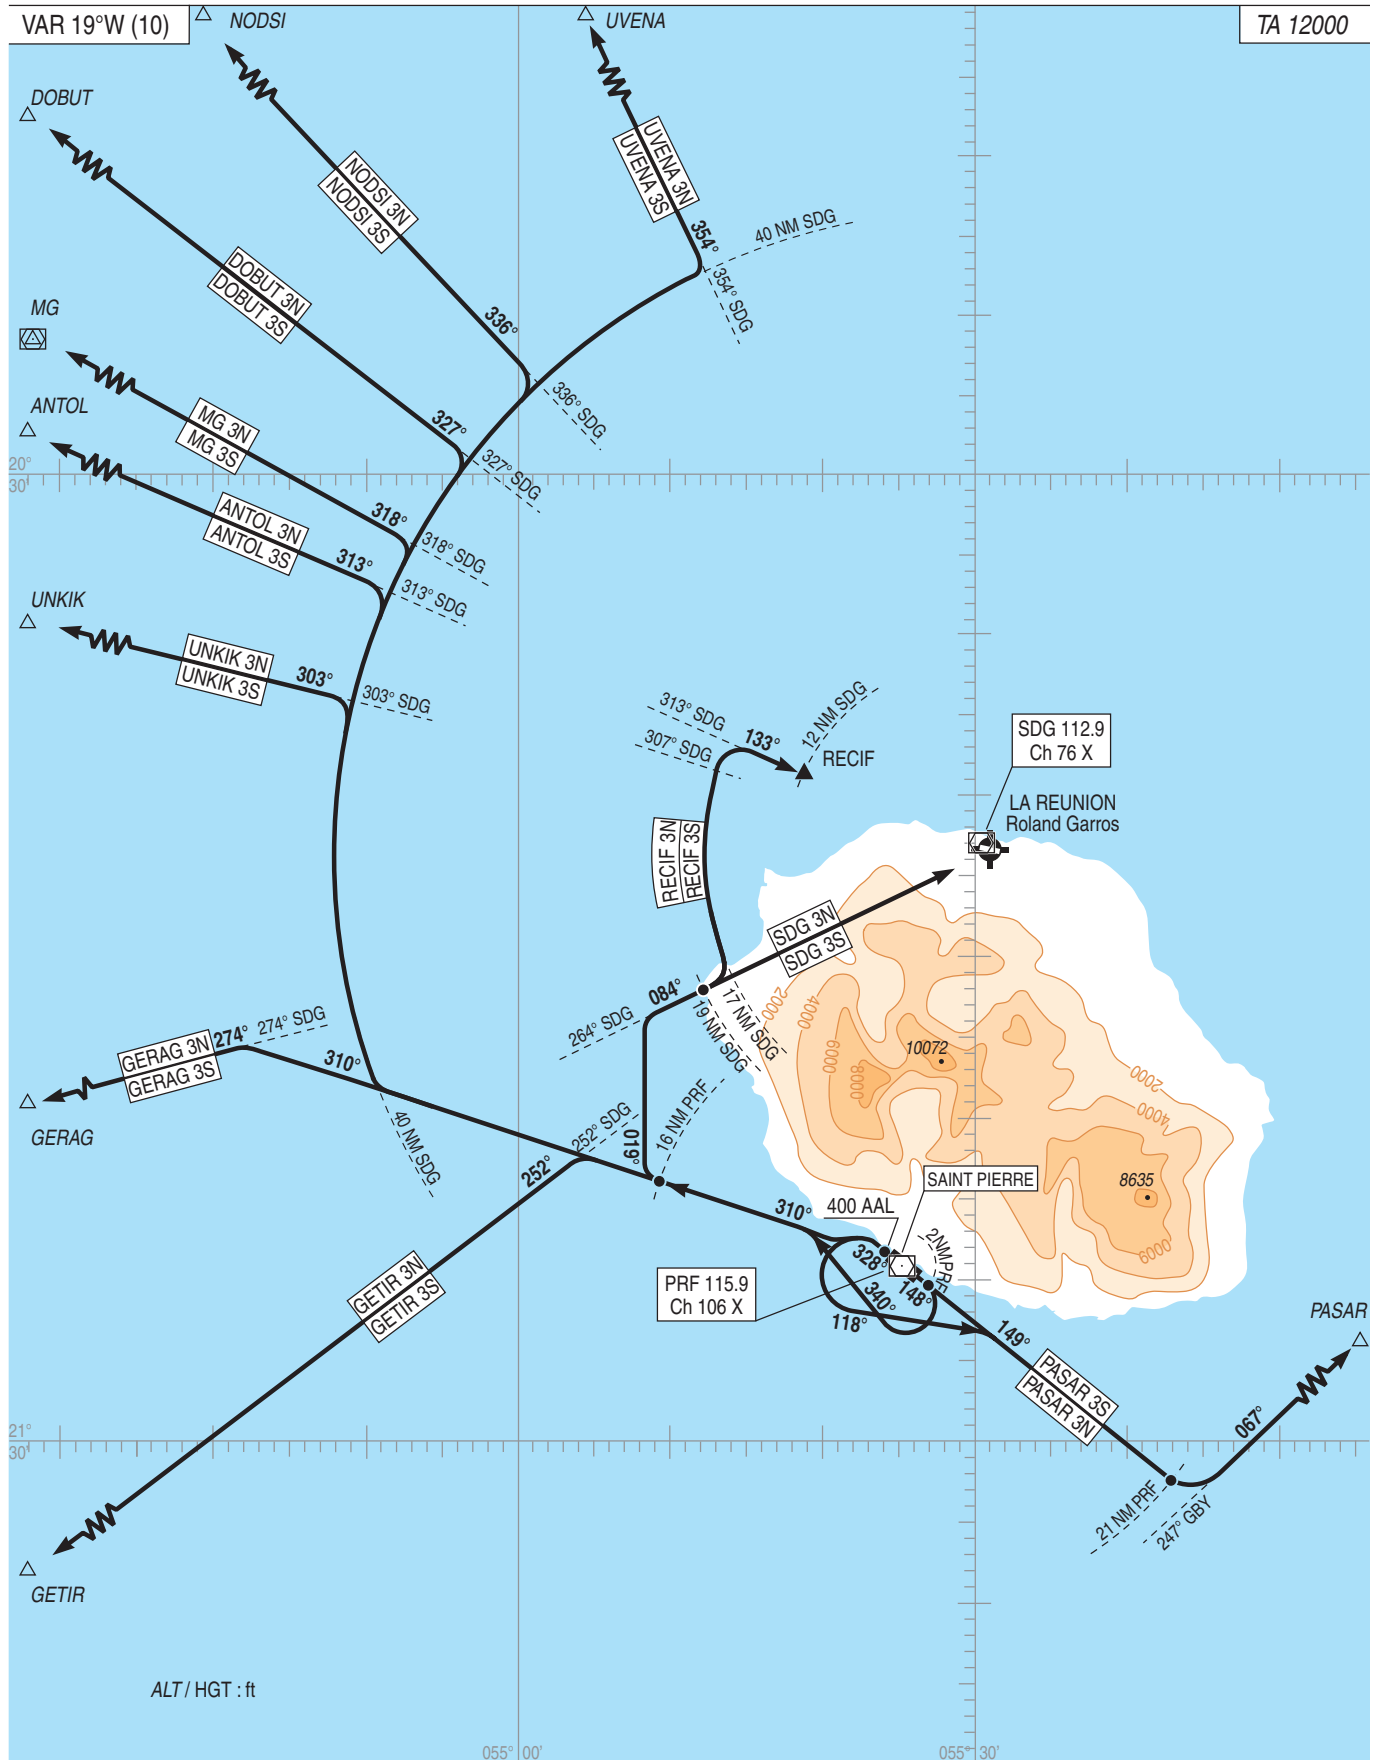 VAR 19°W (10)
NODSI
UVENA
TA 12000
DOBUT
NODSI 3N
NODSI 3S
UVENA 3N
UVENA 3S
354°
40 NM SDG
354° SDG
DOBUT 3N
DOBUT 3S
336°
336° SDG
MG
MG 3N
MG 3S
327°
327° SDG
ANTOL
20°
30'
ANTOL 3N
ANTOL 3S
318°
318° SDG
313°
313° SDG
UNKIK
UNKIK 3N
UNKIK 3S
303°
303° SDG
313° SDG
307° SDG
133°
12 NM SDG
RECIF
RECIF 3N
RECIF 3S
SDG 112.9
Ch 76 X
LA REUNION
Roland Garros
SDG 3N
SDG 3S
084°
264° SDG
17 NM SDG
19 NM SDG
2000
4000
6000
8000
10072
2000
4000
8635
6000
GERAG 3N
GERAG 3S
274°
274° SDG
310°
40 NM SDG
GERAG
252° SDG
252°
019°
16 NM PRF
310°
400 AAL
SAINT PIERRE
2NM PRF
328°
148°
340°
118°
PRF 115.9
Ch 106 X
149°
PASAR
PASAR 3S
PASAR 3N
067°
21 NM PRF
247° GBY
GETIR 3N
GETIR 3S
21°
30'
GETIR
ALT / HGT : ft
055° 00'
055° 30'